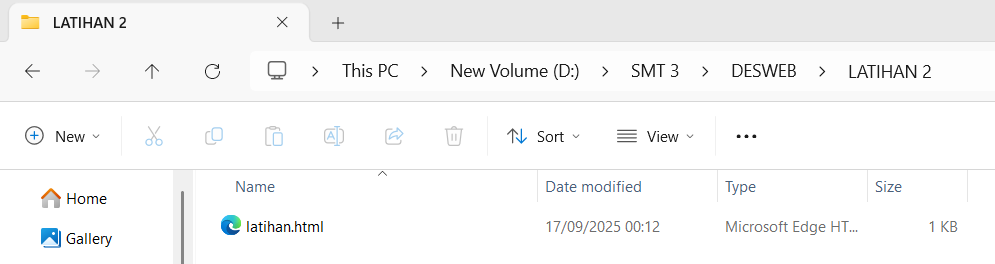 LATIHAN 2
This PC > New Volume (D:) > SMT 3 > DESWEB > LATIHAN 2
New Sort View
Name Date modified Type Size
Home
latihan.html 17/09/2025 00:12 Microsoft Edge HT... 1 KB
Gallery